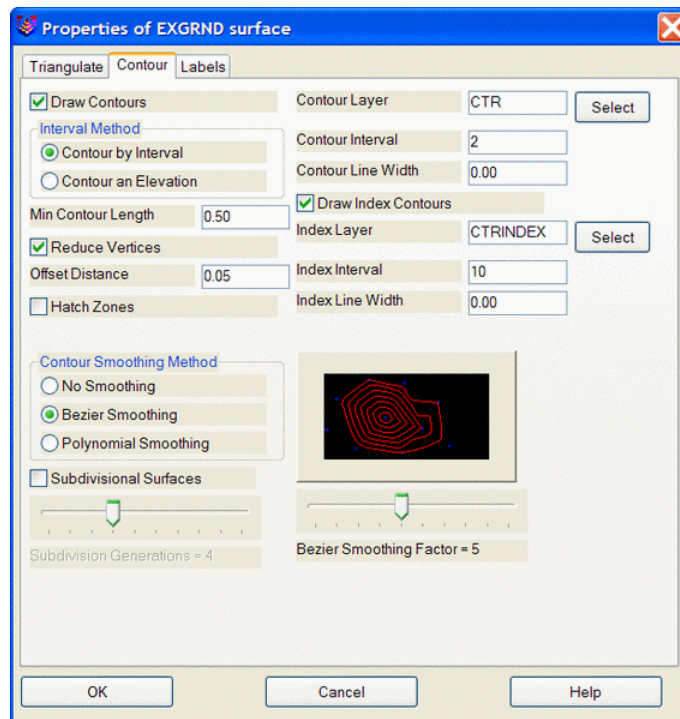 Properties of EXGRND surface
Triangulate Contour Labels
Draw Contours
Interval Method
Contour by Interval
Contour an Elevation
Min Contour Length 0.50
Reduce Vertices
Offset Distance 0.05
Hatch Zones
Contour Layer CTR Select
Contour Interval 2
Contour Line Width 0.00
Draw Index Contours
Index Layer CTRINDEX Select
Index Interval 10
Index Line Width 0.00
Contour Smoothing Method
No Smoothing
Bezier Smoothing
Polynomial Smoothing
Subdivisional Surfaces
Subdivision Generations = 4
Bezier Smoothing Factor = 5
OK Cancel Help